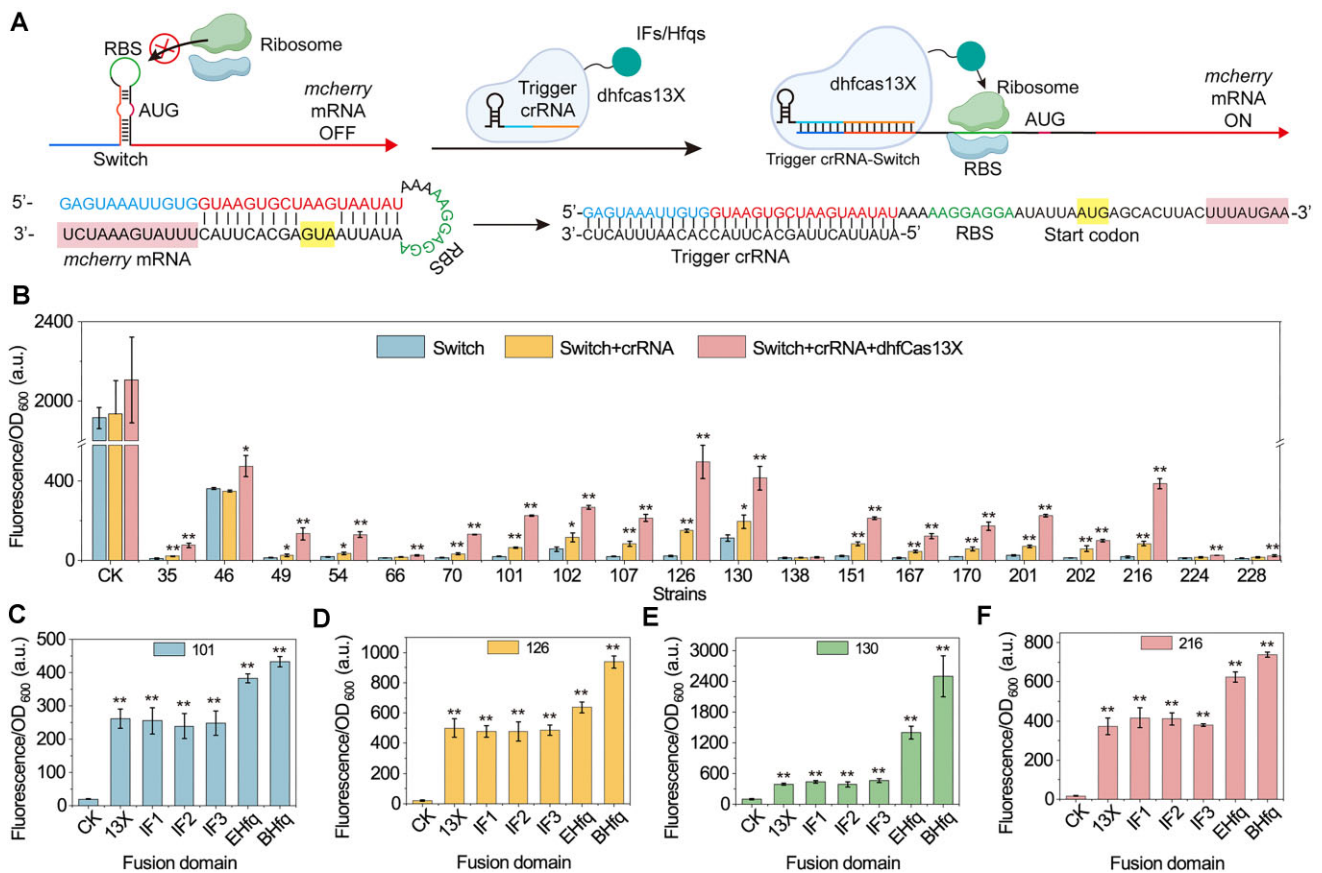 A
RBS
Ribosome
AUG
mcherry
mRNA
OFF
Switch
IFs/Hfqs
Trigger
crRNA
dhfcas13X
dhfcas13X
Ribosome
AUG
mcherry
mRNA
ON
Trigger crRNA-Switch
RBS
5'- GAGUAAAUUGUGGUAAGUGCUAAGUAAUAU
AAAAAGGAGGA
RBS
3'- UCUAAAGUAUUUCAUUCACGAGUAAUUAUA
mcherry mRNA
5'-GAGUAAAUUGUGGUAAGUGCUAAGUAAUAUAAAAAGGAGGAAUAUUAAUGAGCACUUACUUUAUGAA-3'
3'-CUCAUUUAACACCAUUCACGAUUCAUUAUA-5'
RBS Start codon
Trigger crRNA
B
Fluorescence/OD600 (a.u.)
2400
2000
400
0
Switch Switch+crRNA Switch+crRNA+dhfCas13X
* ** ** ** * ** * ** ** ** ** ** ** ** * ** ** ** ** ** * ** ** ** ** ** ** ** ** ** ** ** ** ** ** **
CK 35 46 49 54 66 70 101 102 107 126 130 138 151 167 170 201 202 216 224 228
Strains
C
Fluorescence/OD600 (a.u.)
500
400
300
200
100
0
101
** ** ** ** ** **
CK 13X IF1 IF2 IF3 EHfq BHfq
Fusion domain
D
Fluorescence/OD600 (a.u.)
1000
800
600
400
200
0
126
** ** ** ** ** **
CK 13X IF1 IF2 IF3 EHfq BHfq
Fusion domain
E
Fluorescence/OD600 (a.u.)
3000
2400
1800
1200
600
0
130
** ** ** ** ** **
CK 13X IF1 IF2 IF3 EHfq BHfq
Fusion domain
F
Fluorescence/OD600 (a.u.)
800
600
400
200
0
216
** ** ** ** ** **
CK 13X IF1 IF2 IF3 EHfq BHfq
Fusion domain